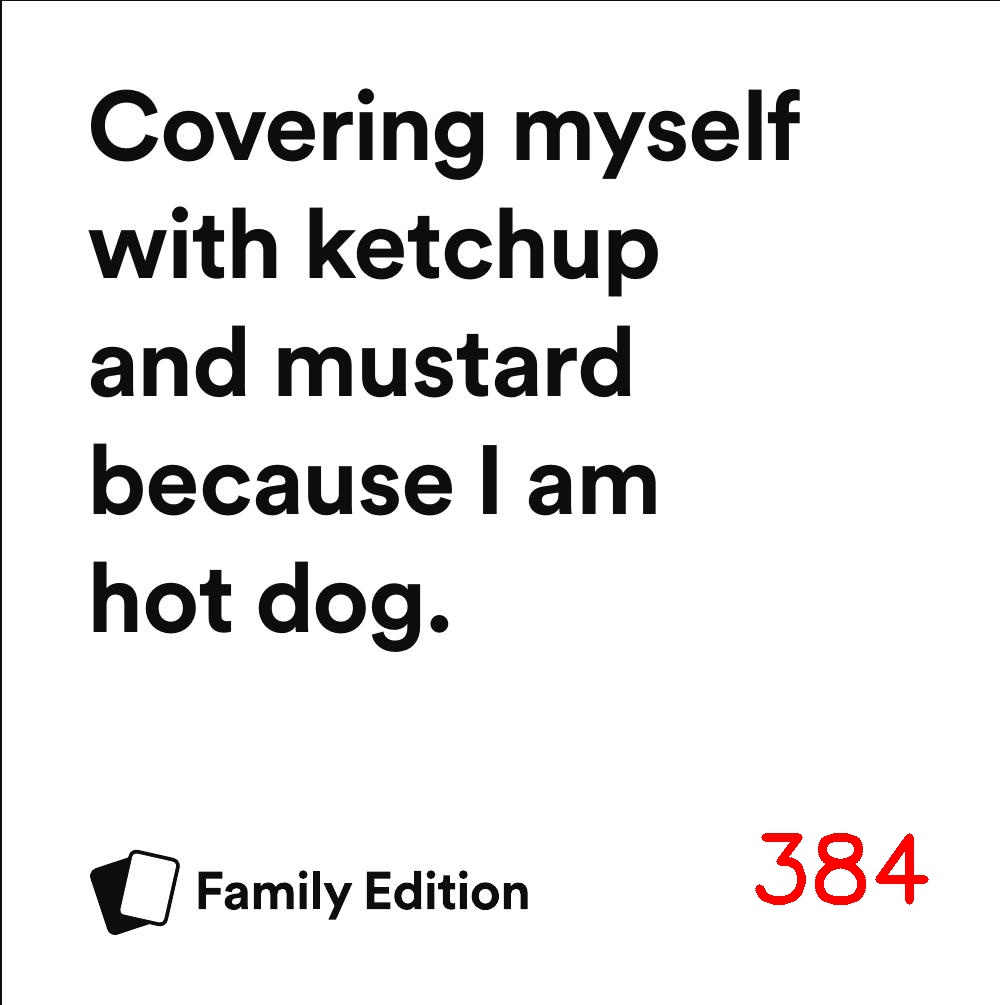 Covering myself
with ketchup
and mustard
because I am
hot dog.
Family Edition
384